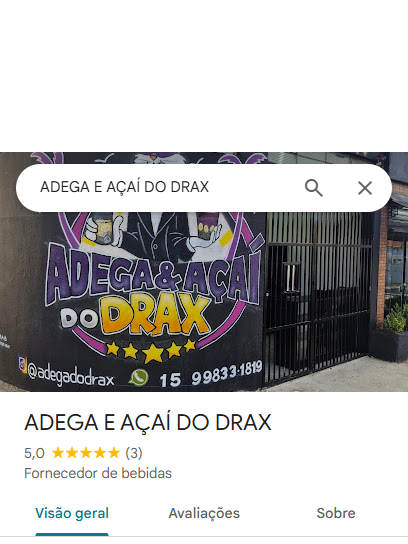 ADEGA E AÇAÍ DO DRAX
ADEGA & AÇAÍ
DO DRAX
@adegadodrax 15 99833-1819
ADEGA E AÇAÍ DO DRAX
5,0 (3)
Fornecedor de bebidas
Visão geral Avaliações Sobre